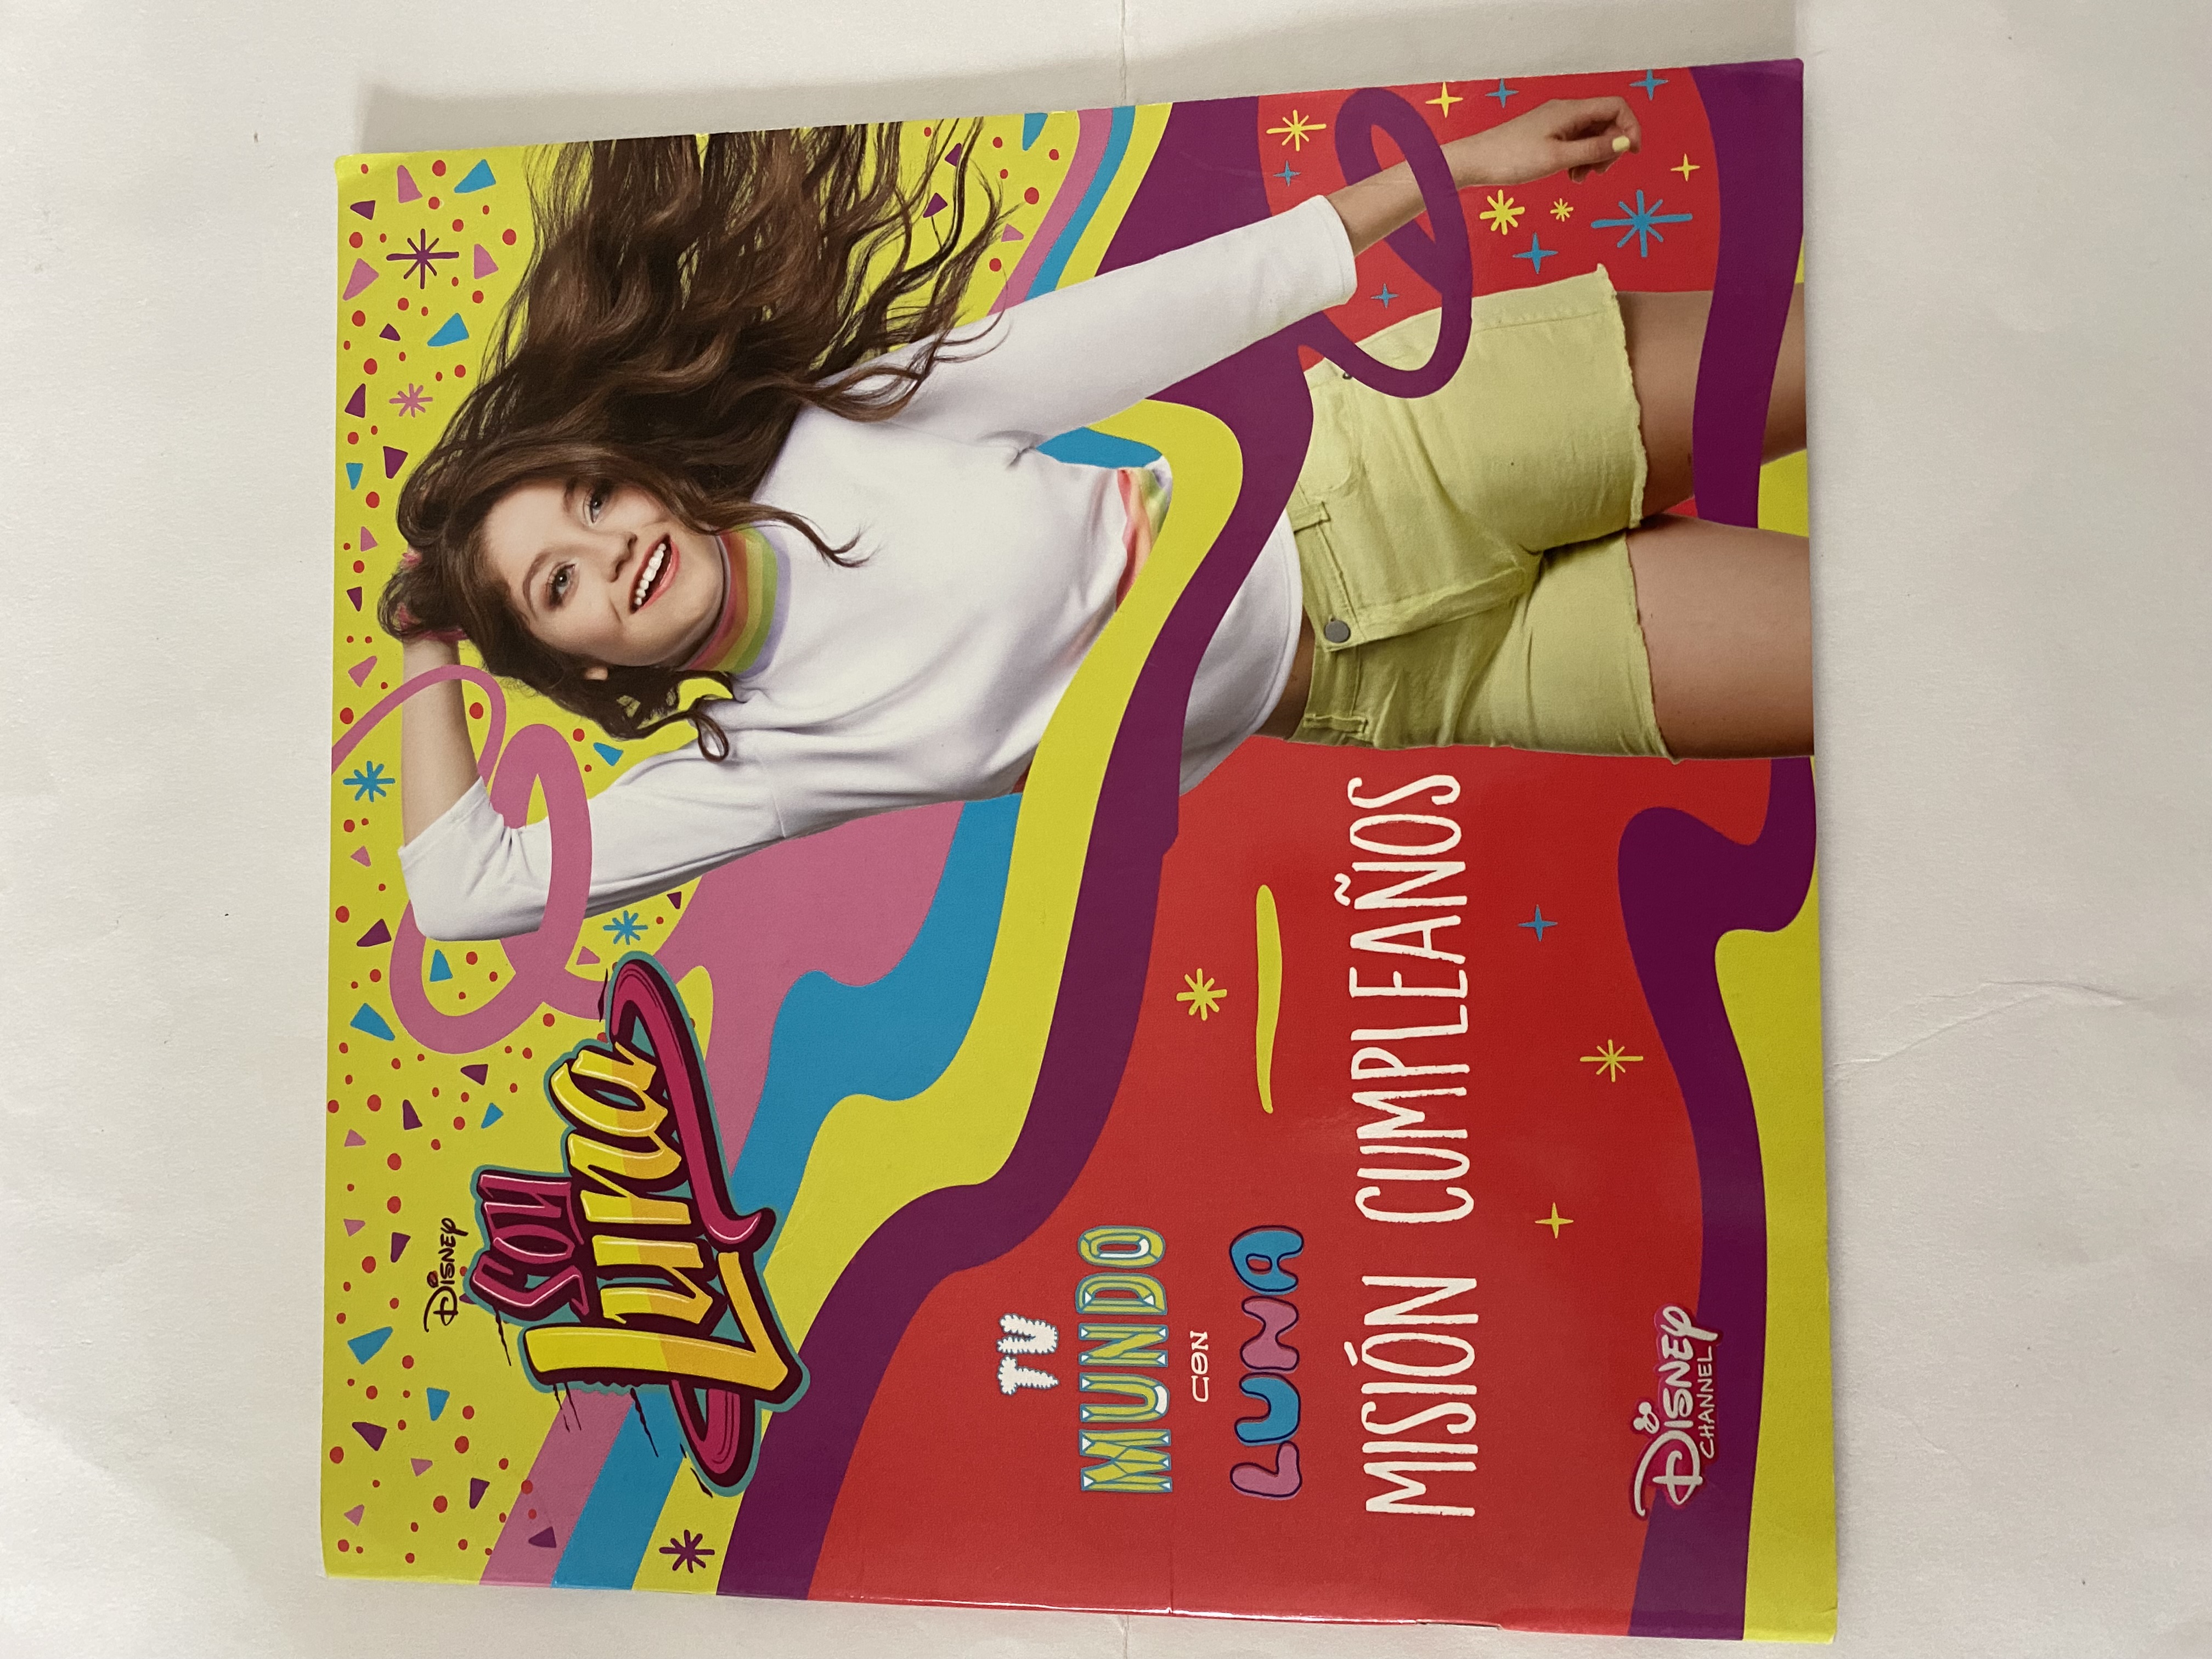 Disney
SOY
Luna
TU
MUNDO
CON
LUNA
MISIÓN CUMPLEAÑOS
Disney
CHANNEL